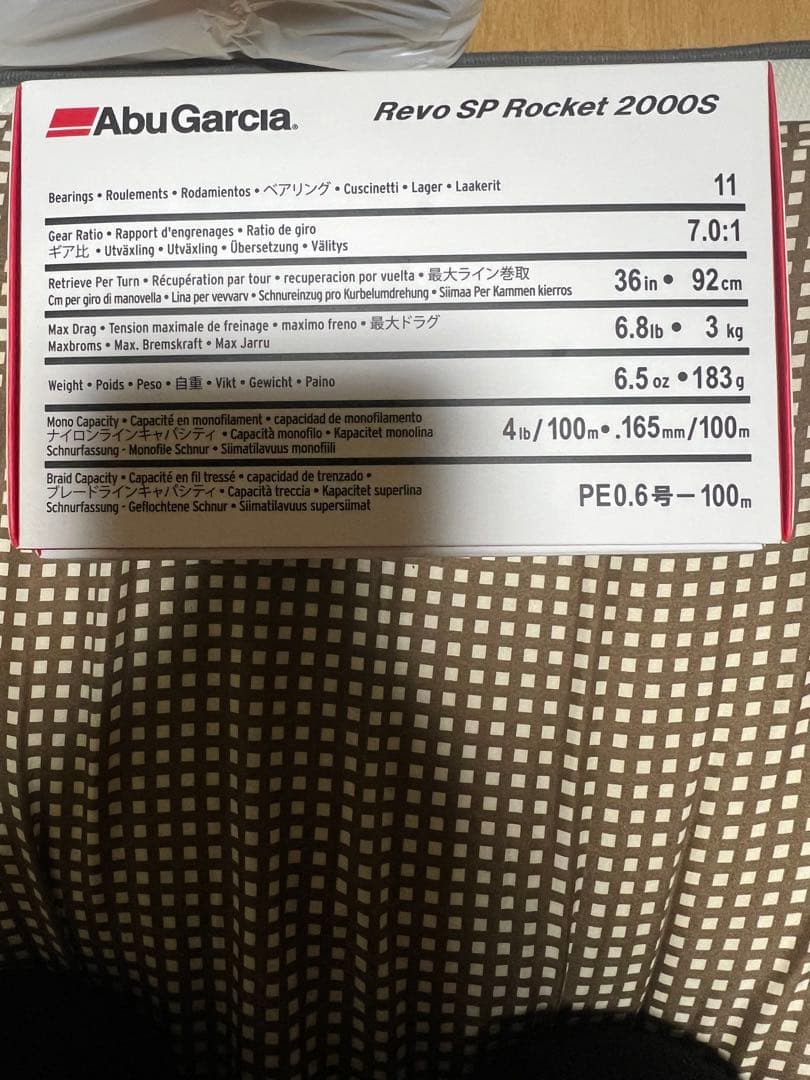 AbuGarcia®
Revo SP Rocket 2000S
Bearings • Roulements • Rodamientos • ベアリング • Cuscinetti • Lager • Laakerit
11
Gear Ratio • Rapport d'engrenages • Ratio de giro
ギア比 • Utväxling • Utväxling • Übersetzung • Välitys
7.0:1
Retrieve Per Turn • Récupération par tour • recuperacion por vuelta • 最大ライン巻取
Cm per giro di manovella • Lina per vevvarv • Schnureinzug pro Kurbelumdrehung • Siimaa Per Kammen kierros
36in • 92cm
Max Drag • Tension maximale de freinage • maximo freno • 最大ドラグ
Maxbroms • Max. Bremskraft • Max Jarru
6.8lb • 3 kg
Weight • Poids • Peso • 自重 • Vikt • Gewicht • Paino
6.5 oz • 183g
Mono Capacity • Capacité en monofilament • capacidad de monofilamento
ナイロンラインキャパシティ • Capacità monofilo • Kapacitet monolina
Schnurfassung - Monofile Schnur • Siimatilavuus monofiili
4lb/100m•.165mm/100m
Braid Capacity • Capacité en fil tressé • capacidad de trenzado •
ブレードラインキャパシティ • Capacità treccia • Kapacitet superlina
Schnurfassung - Geflochtene Schnur • Siimatilavuus supersiimat
PE0.6号－100m